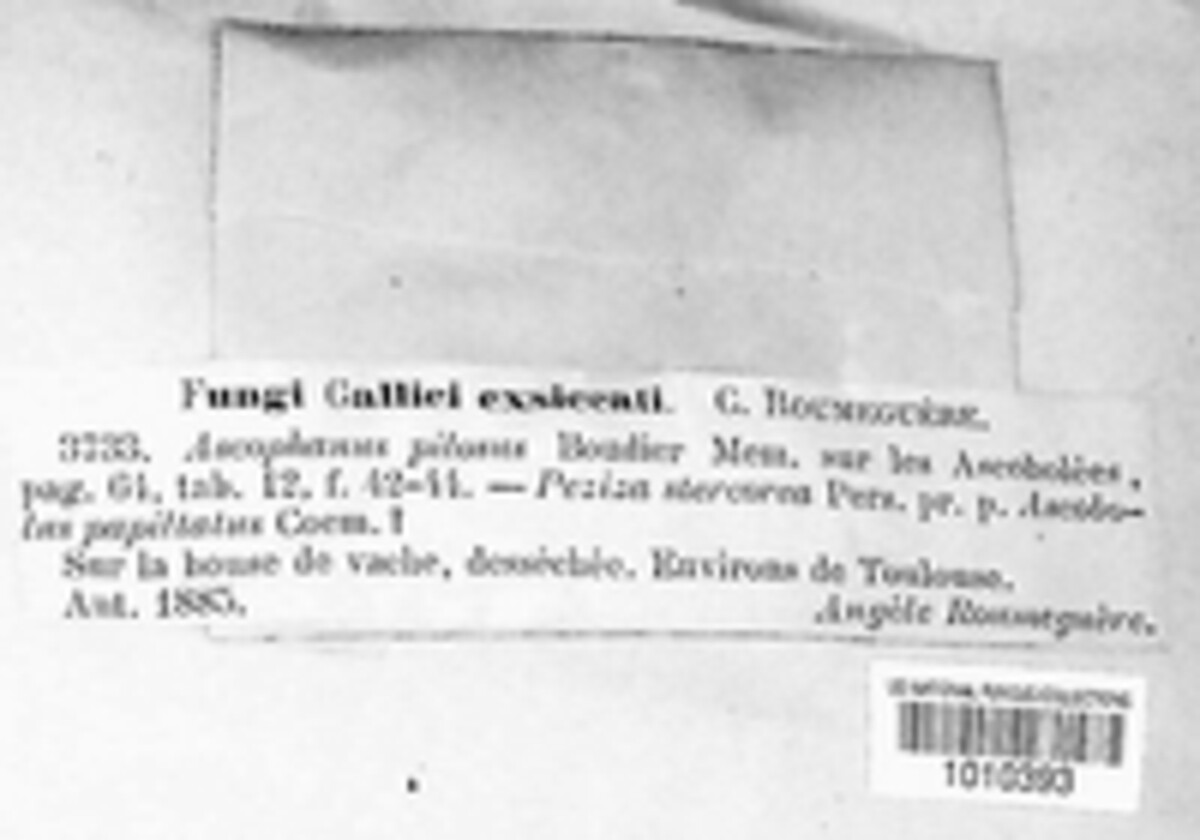 Fungi Gallici exsiccati. C. ROUMEGUÈRE.
3733. Ascophanus pilosus Boudier Mem. sur les Ascobolées,
pag. 61, tab. 12, f. 42-44. — Peziza stercorea Pers. pr. p. Ascobo-
lus papillatus Coem. !
Sur la bouse de vache, desséchée. Environs de Toulouse.
Aut. 1885. Angèle Roumeguère.
1010393